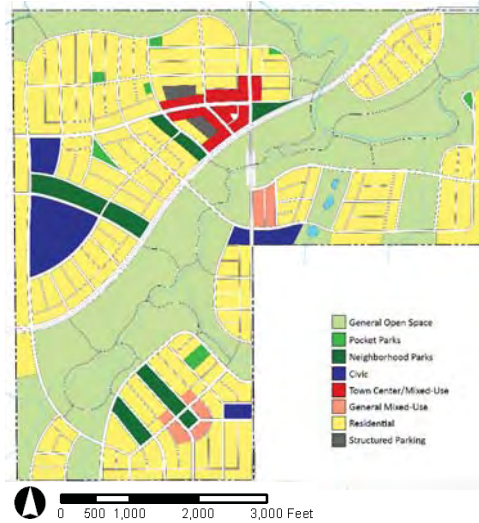 General Open Space
Pocket Parks
Neighborhood Parks
Civic
Town Center/Mixed-Use
General Mixed-Use
Residential
Structured Parking
0 500 1,000 2,000 3,000 Feet